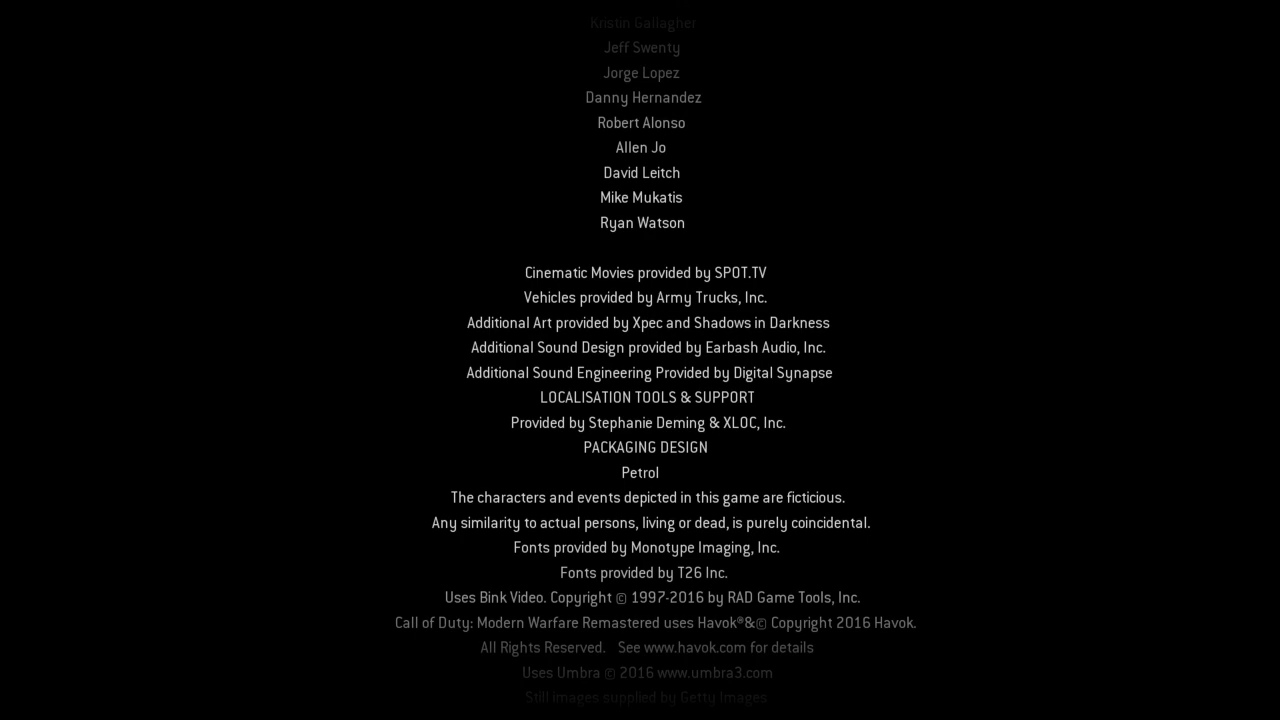 Kristin Gallagher
Jeff Swenty
Jorge Lopez
Danny Hernandez
Robert Alonso
Allen Jo
David Leitch
Mike Mukatis
Ryan Watson
Cinematic Movies provided by SPOT.TV
Vehicles provided by Army Trucks, Inc.
Additional Art provided by Xpec and Shadows in Darkness
Additional Sound Design provided by Earbash Audio, Inc.
Additional Sound Engineering Provided by Digital Synapse
LOCALISATION TOOLS & SUPPORT
Provided by Stephanie Deming & XLOC, Inc.
PACKAGING DESIGN
Petrol
The characters and events depicted in this game are ficticious.
Any similarity to actual persons, living or dead, is purely coincidental.
Fonts provided by Monotype Imaging, Inc.
Fonts provided by T26 Inc.
Uses Bink Video. Copyright © 1997-2016 by RAD Game Tools, Inc.
Call of Duty: Modern Warfare Remastered uses Havok®&© Copyright 2016 Havok.
All Rights Reserved. See www.havok.com for details
Uses Umbra © 2016 www.umbra3.com
Still images supplied by Getty Images